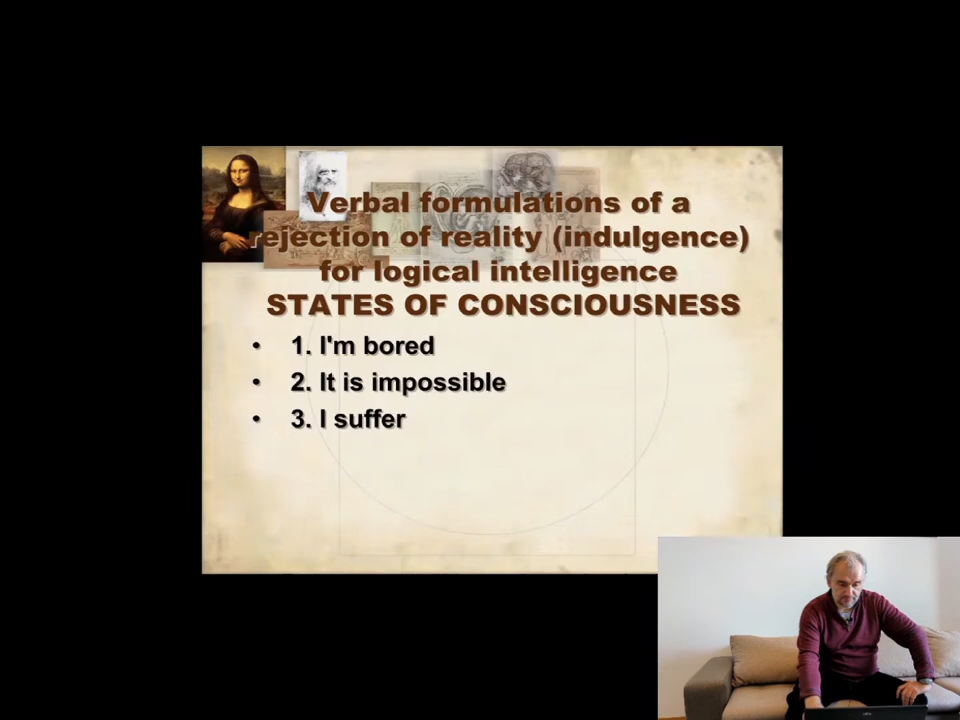 Verbal formulations of a
rejection of reality (indulgence)
for logical intelligence
STATES OF CONSCIOUSNESS
• 1. I'm bored
• 2. It is impossible
• 3. I suffer